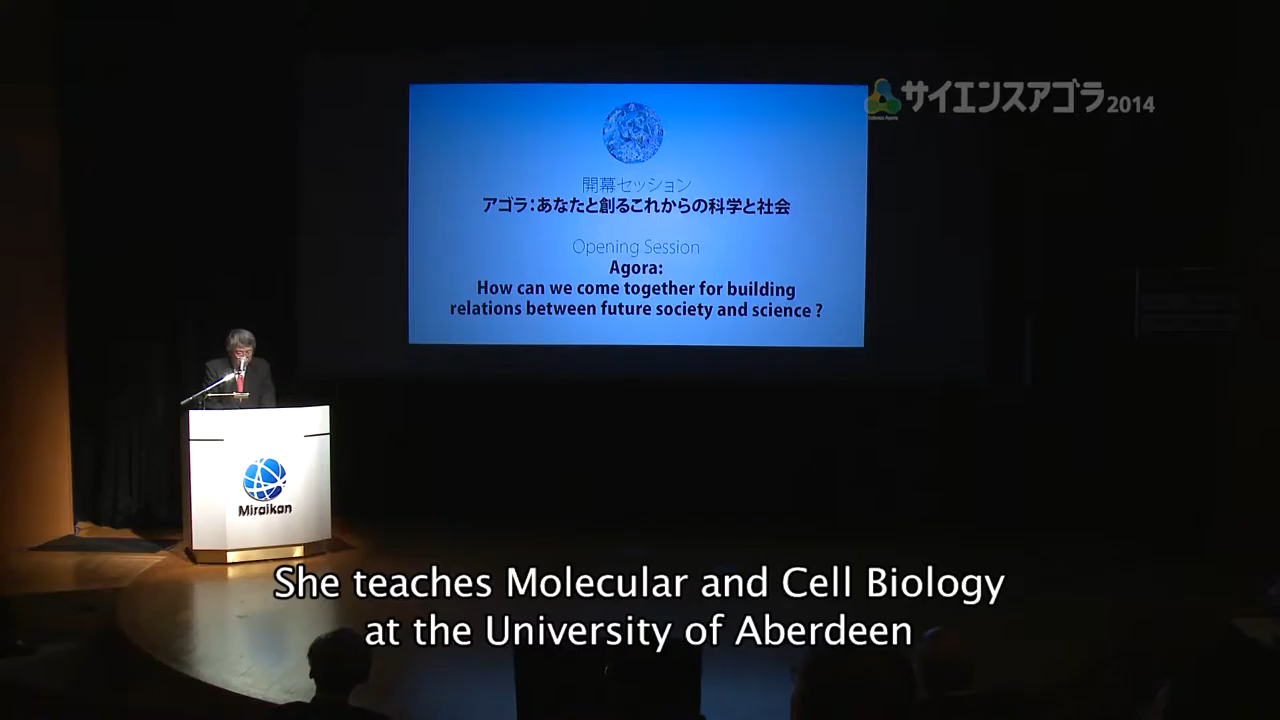 サイエンスアゴラ2014
開幕セッション
アゴラ:あなたと創るこれからの科学と社会
Opening Session
Agora:
How can we come together for building
relations between future society and science ?
Miraikan
She teaches Molecular and Cell Biology
at the University of Aberdeen